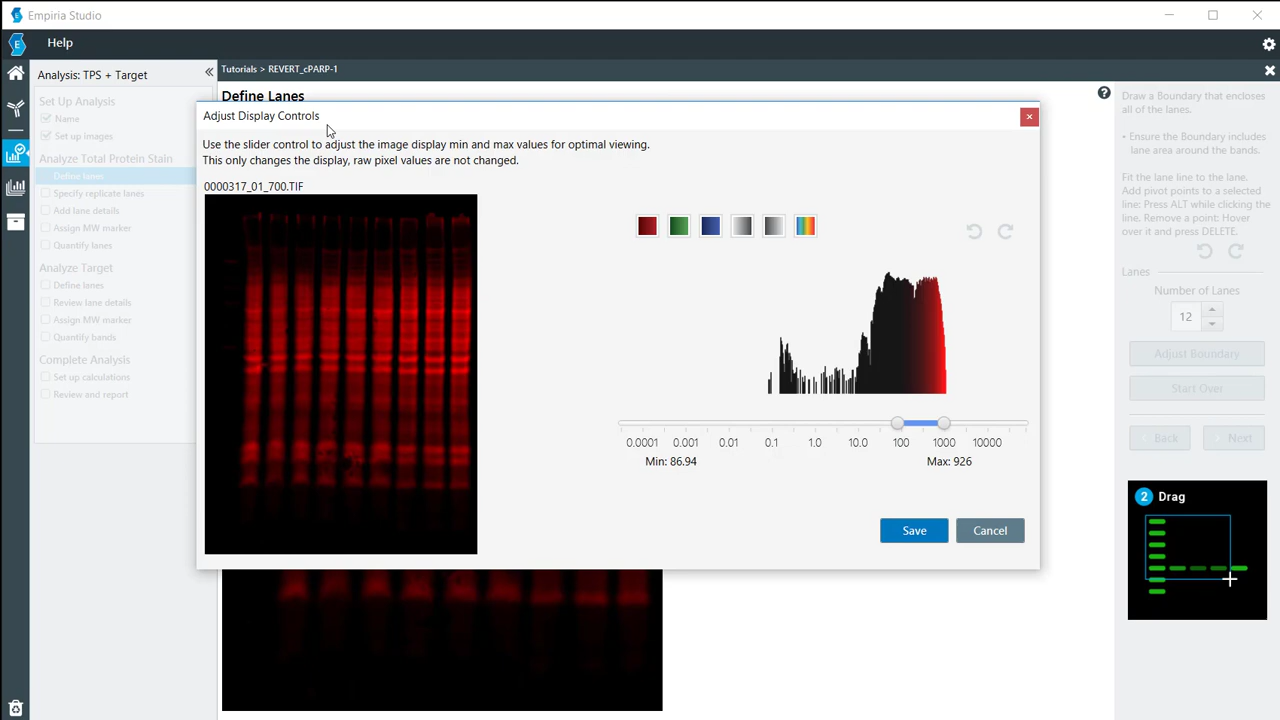 Empiria Studio
Help
Analysis: TPS + Target
Set Up Analysis
Name
Set up images
Analyze Total Protein Stain
Define lanes
Specify replicate lanes
Add lane details
Assign MW marker
Quantify lanes
Analyze Target
Define lanes
Review lane details
Assign MW marker
Quantify bands
Complete Analysis
Set up calculations
Review and report
Tutorials > REVERT_cPARP-1
Define Lanes
Adjust Display Controls
Use the slider control to adjust the image display min and max values for optimal viewing.
This only changes the display, raw pixel values are not changed.
0000317_01_700.TIF
0.0001 0.001 0.01 0.1 1.0 10.0 100 1000 10000
Min: 86.94
Max: 926
Save
Cancel
Draw a Boundary that encloses
all of the lanes.
• Ensure the Boundary includes
lane area around the bands.
Fit the lane line to the lane.
Add pivot points to a selected
line: Press ALT while clicking the
line. Remove a point: Hover
over it and press DELETE.
Lanes
Number of Lanes
12
Adjust Boundary
Start Over
Back
Next
2 Drag